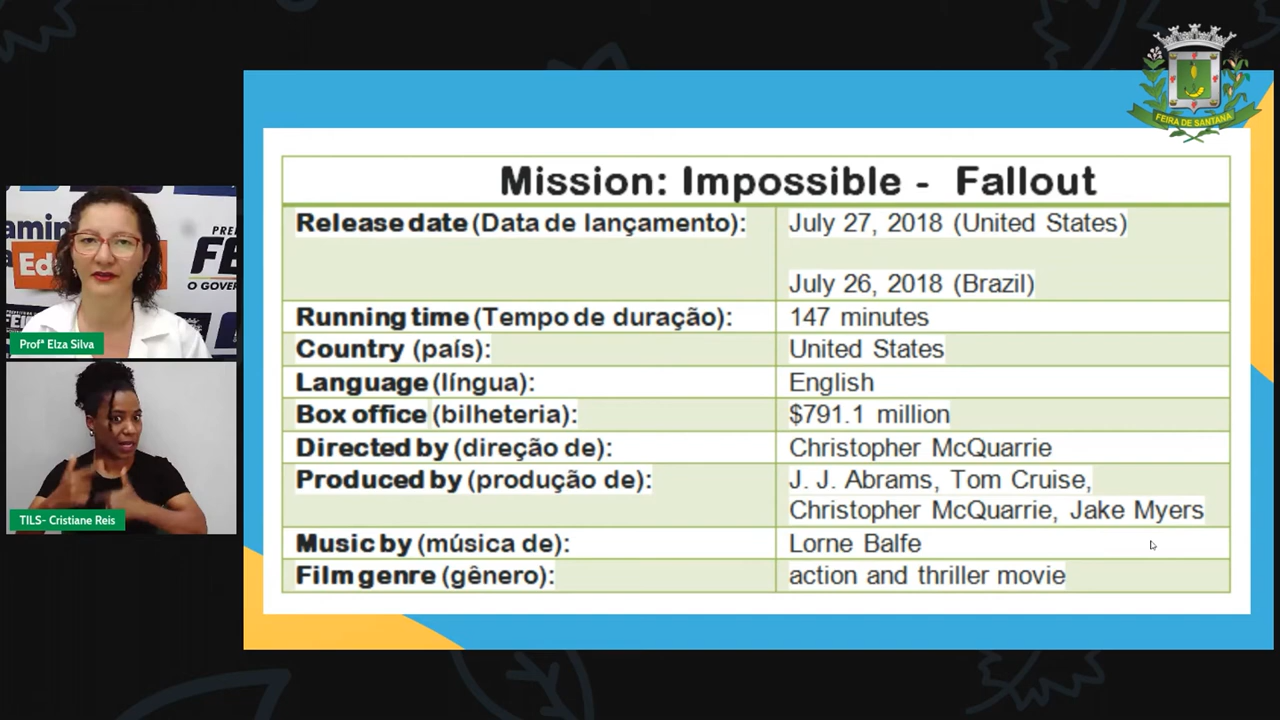 FEIRA DE SANTANA
Mission: Impossible - Fallout
Release date (Data de lançamento): July 27, 2018 (United States)
July 26, 2018 (Brazil)
Running time (Tempo de duração): 147 minutes
Country (país): United States
Language (língua): English
Box office (bilheteria): $791.1 million
Directed by (direção de): Christopher McQuarrie
Produced by (produção de): J. J. Abrams, Tom Cruise,
Christopher McQuarrie, Jake Myers
Music by (música de): Lorne Balfe
Film genre (gênero): action and thriller movie
Profª Elza Silva
TILS- Cristiane Reis